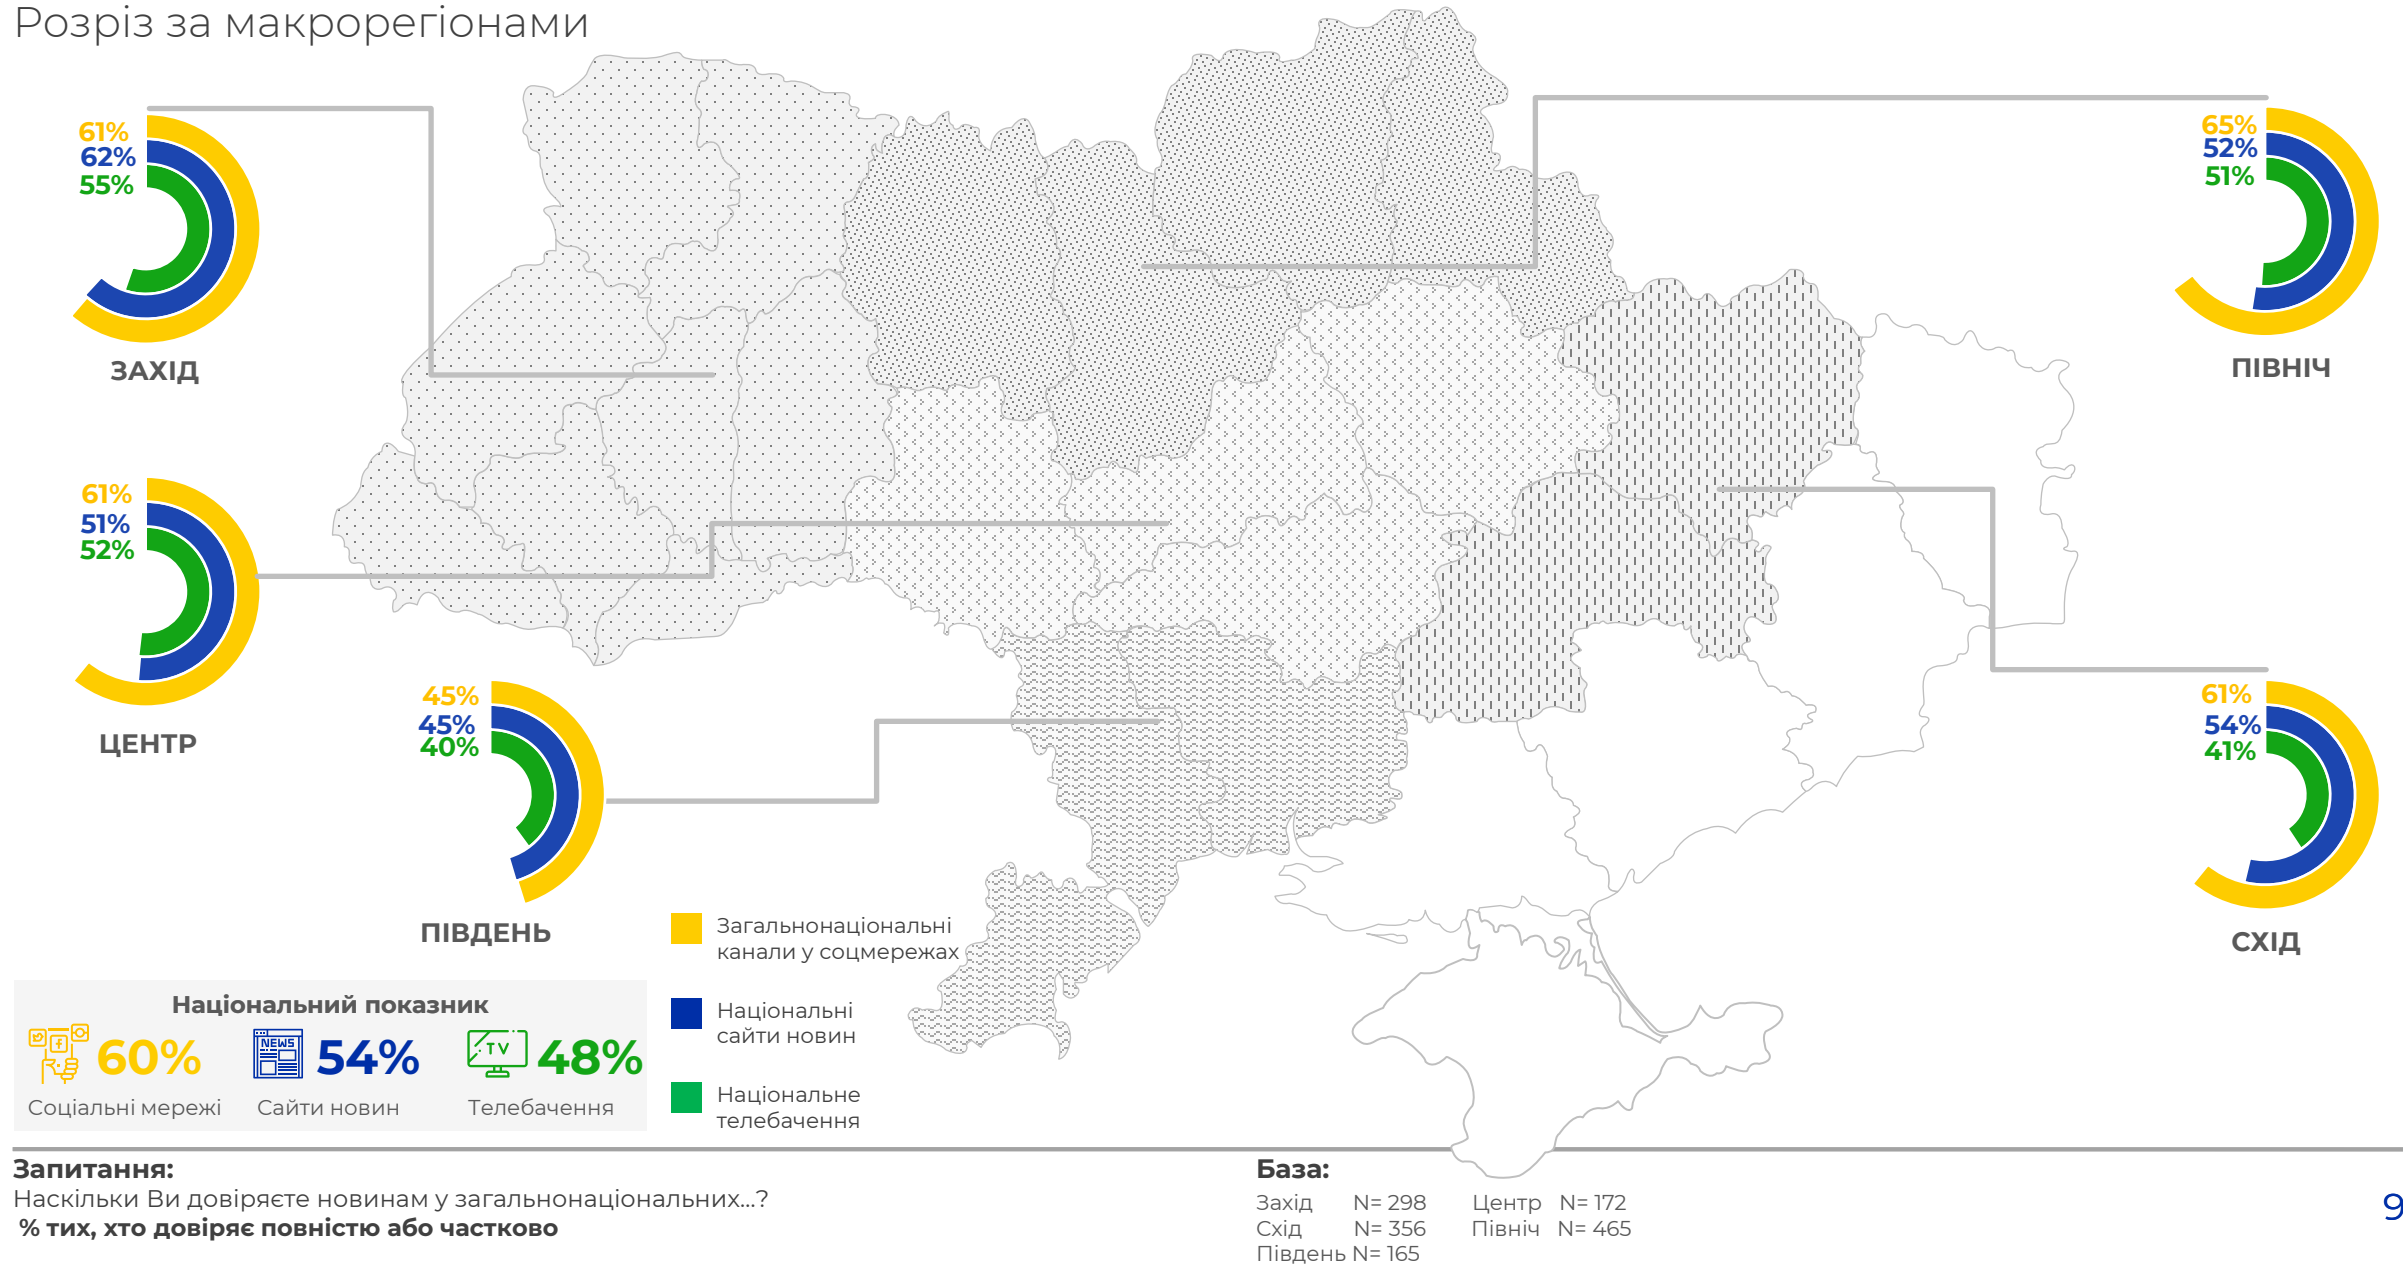 Розріз за макрорегіонами
61%
62%
55%
ЗАХІД
65%
52%
51%
ПІВНІЧ
61%
51%
52%
ЦЕНТР
45%
45%
40%
ПІВДЕНЬ
61%
54%
41%
СХІД
Загальнонаціональні
канали у соцмережах
Національні
сайти новин
Національне
телебачення
Національний показник
60%
NEWS
54%
TV
48%
Соціальні мережі
Сайти новин
Телебачення
Запитання:
Наскільки Ви довіряєте новинам у загальнонаціональних...?
% тих, хто довіряє повністю або частково
База:
Захід N= 298 Центр N= 172
Схід N= 356 Північ N= 465
Південь N= 165
9